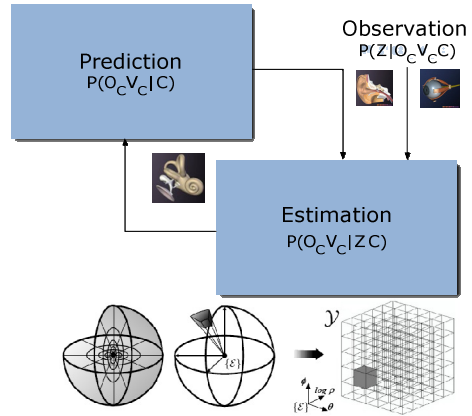 Observation
P(Z|O_C V_C C)
Prediction
P(O_C V_C | C)
Estimation
P(O_C V_C | Z C)
{ℰ}
𝒴
ϕ
log ρ
{ℰ}
θ